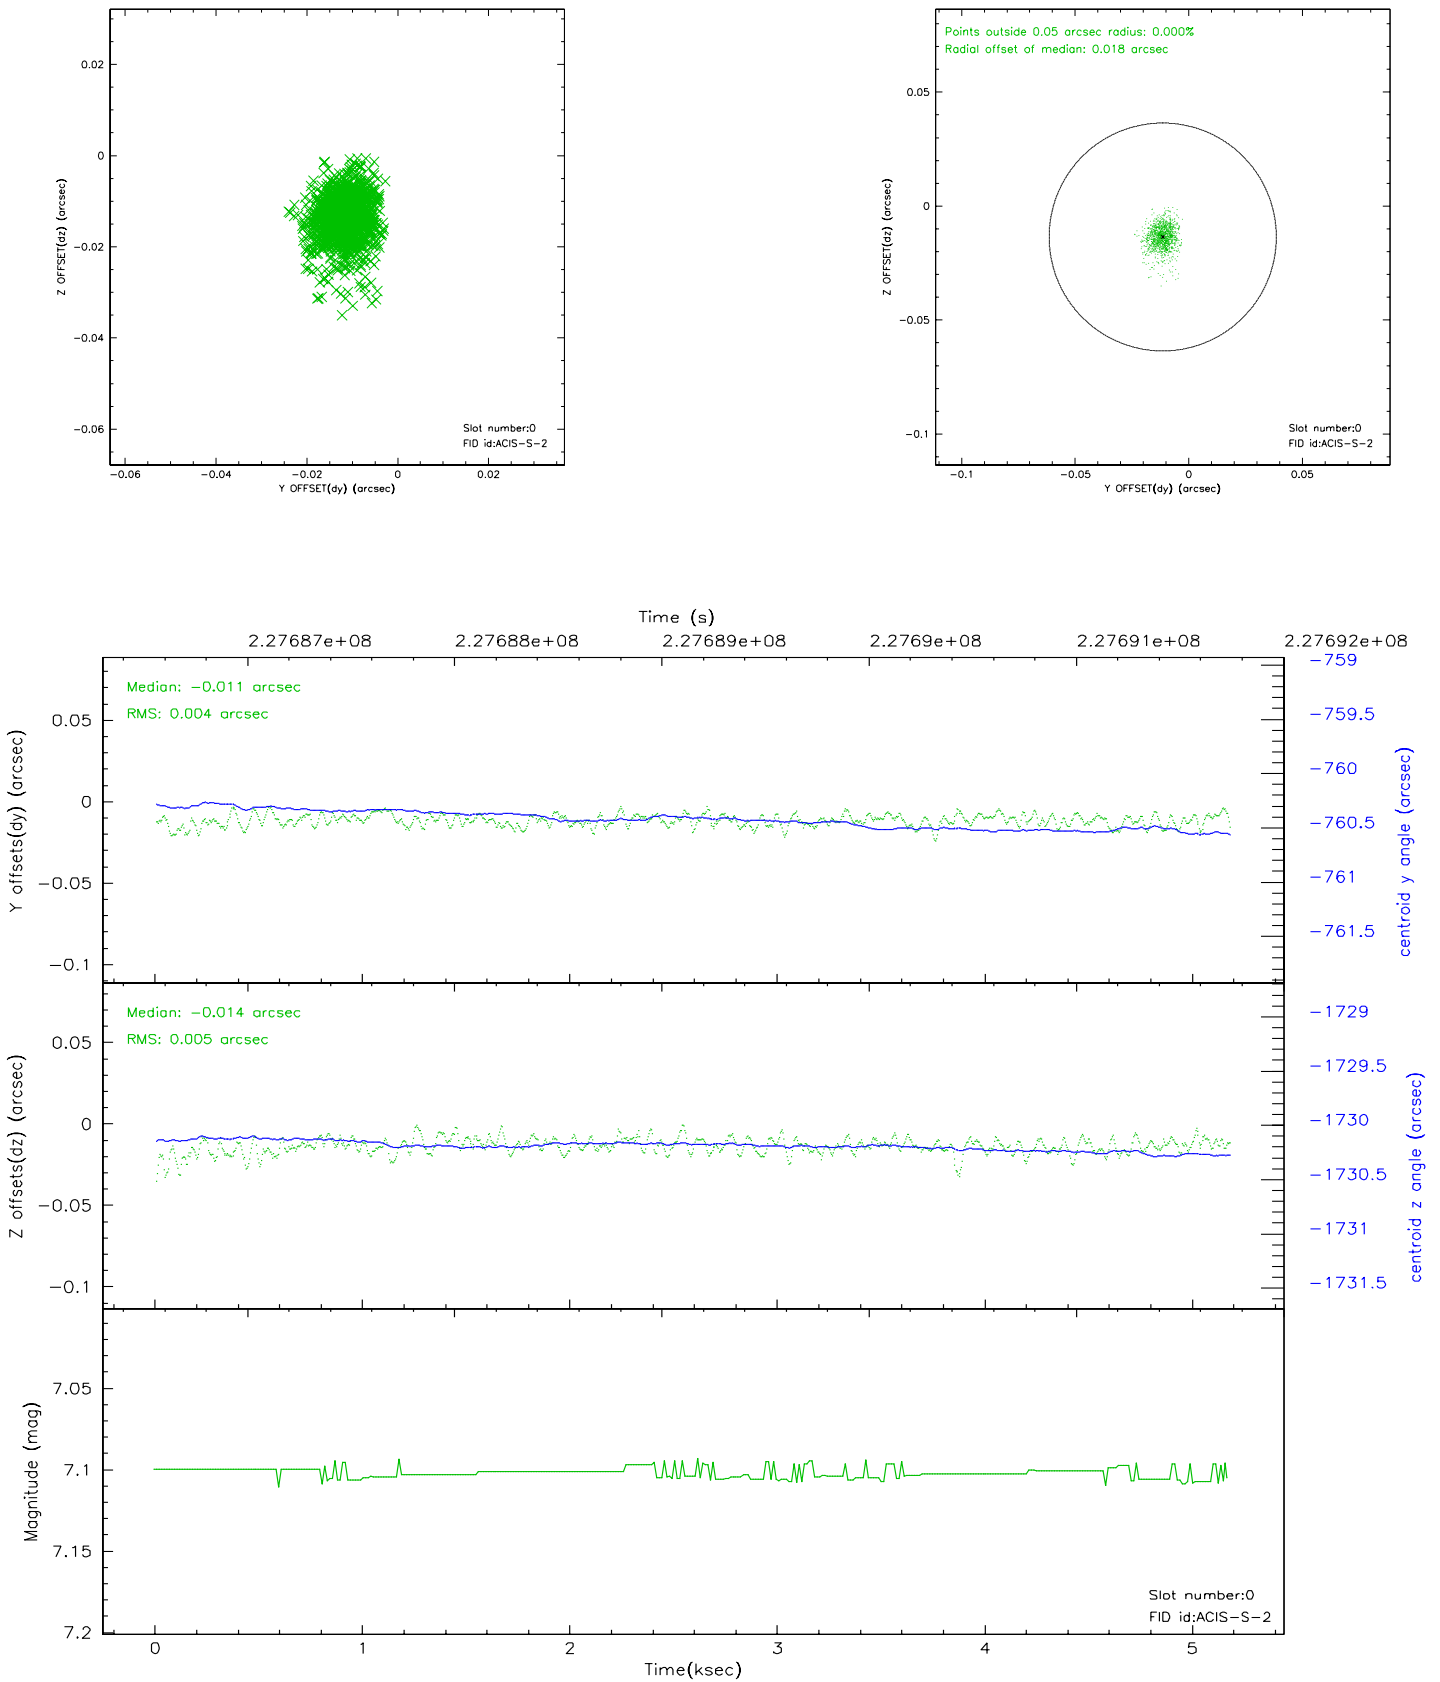 0.02
0
−0.02
−0.04
−0.06
Z OFFSET(dz) (arcsec)
Slot number:0
FID id:ACIS−S−2
−0.06
−0.04
−0.02
0
0.02
Y OFFSET(dy) (arcsec)
Points outside 0.05 arcsec radius: 0.000%
Radial offset of median: 0.018 arcsec
0.05
0
−0.05
−0.1
Z OFFSET(dz) (arcsec)
Slot number:0
FID id:ACIS−S−2
−0.1
−0.05
0
0.05
Y OFFSET(dy) (arcsec)
Time (s)
2.27687e+08
2.27688e+08
2.27689e+08
2.2769e+08
2.27691e+08
2.27692e+08
Median: −0.011 arcsec
RMS: 0.004 arcsec
0.05
0
−0.05
−0.1
Y offsets(dy) (arcsec)
−759
−759.5
−760
−760.5
−761
−761.5
centroid y angle (arcsec)
Median: −0.014 arcsec
RMS: 0.005 arcsec
0.05
0
−0.05
−0.1
Z offsets(dz) (arcsec)
−1729
−1729.5
−1730
−1730.5
−1731
−1731.5
centroid z angle (arcsec)
7.05
7.1
7.15
7.2
Magnitude (mag)
Slot number:0
FID id:ACIS−S−2
0
1
2
3
4
5
Time(ksec)